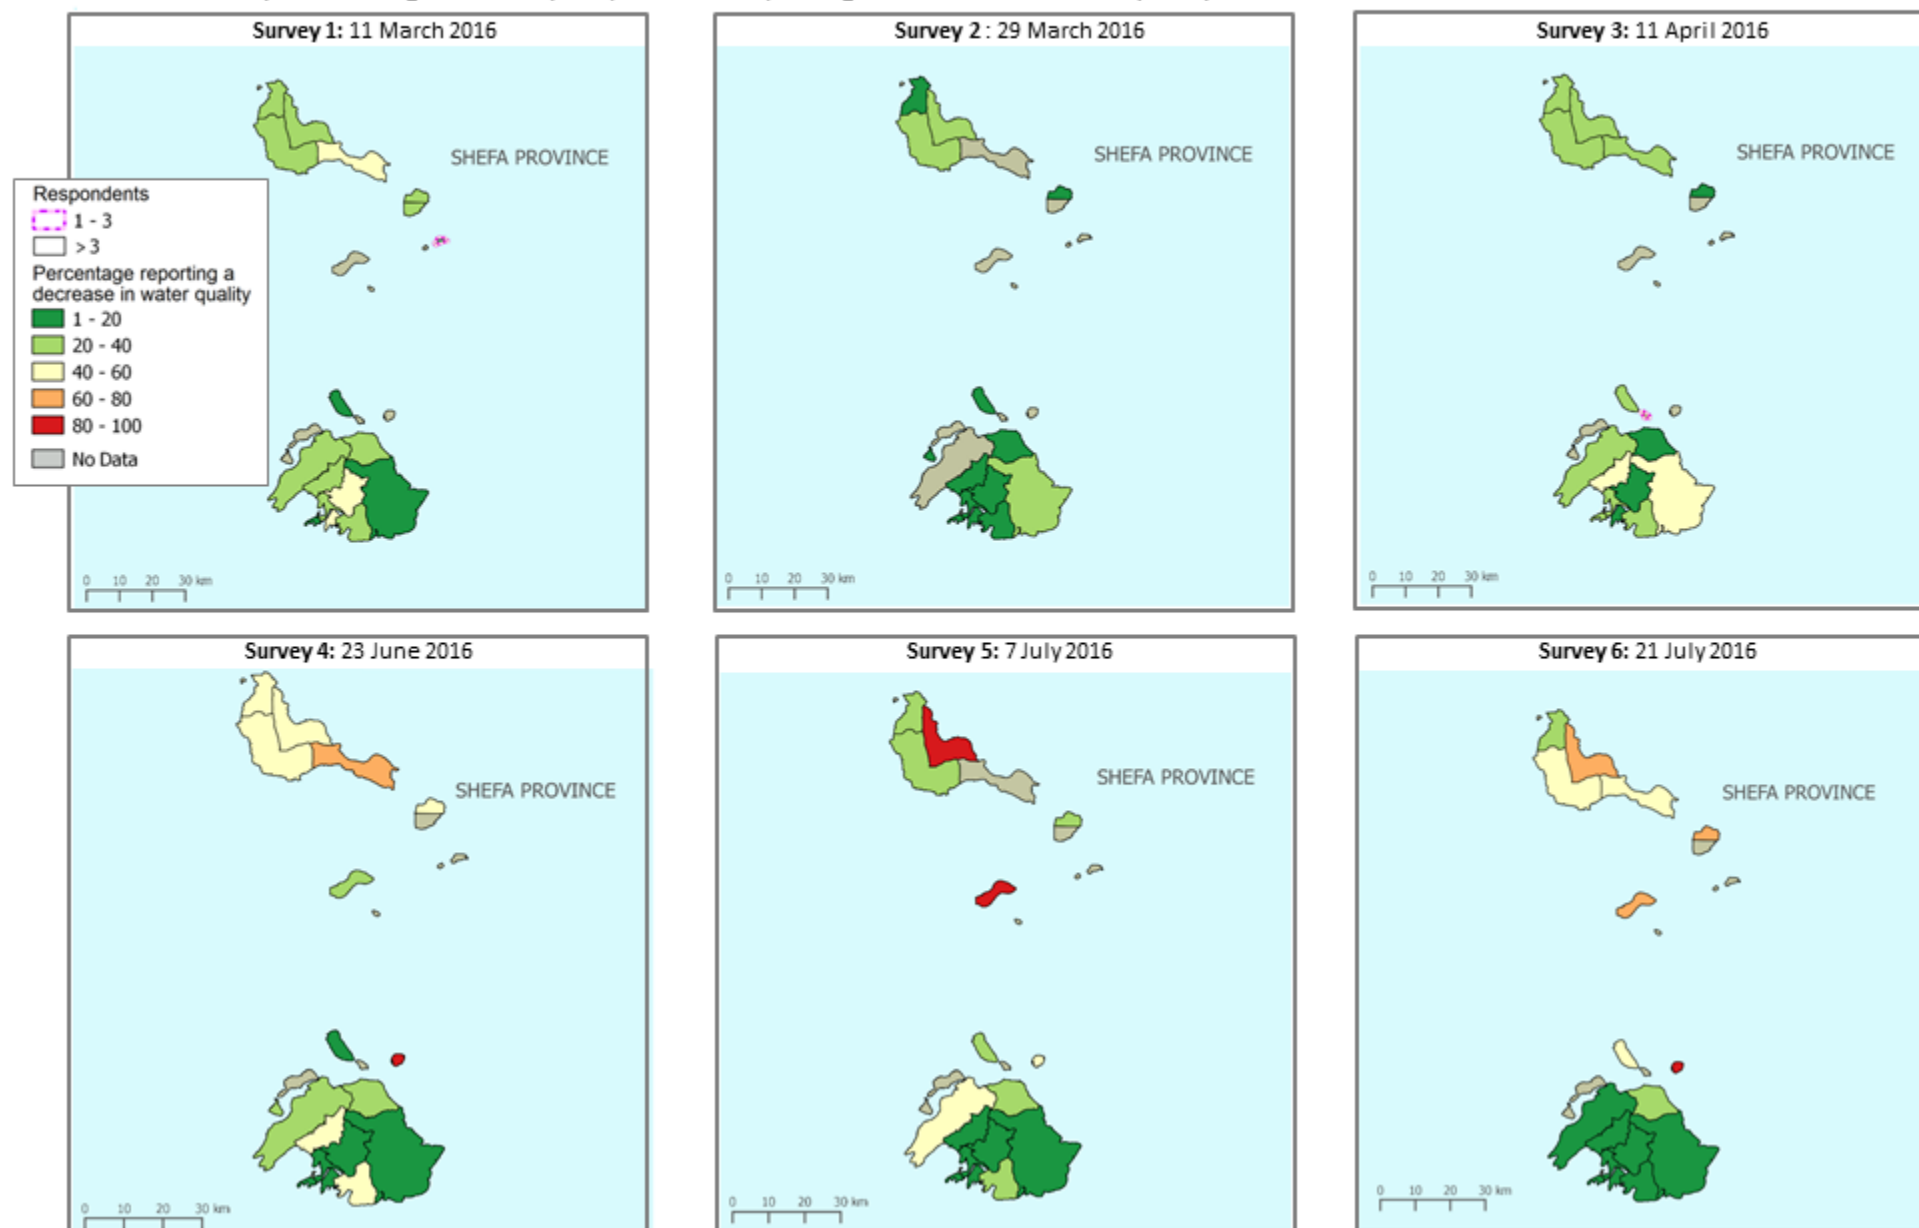 Survey 1: 11 March 2016
SHEFA PROVINCE
Respondents
1 - 3
> 3
Percentage reporting a
decrease in water quality
1 - 20
20 - 40
40 - 60
60 - 80
80 - 100
No Data
0 10 20 30 km
Survey 2 : 29 March 2016
SHEFA PROVINCE
0 10 20 30 km
Survey 3: 11 April 2016
SHEFA PROVINCE
0 10 20 30 km
Survey 4: 23 June 2016
SHEFA PROVINCE
0 10 20 30 km
Survey 5: 7 July 2016
SHEFA PROVINCE
0 10 20 30 km
Survey 6: 21 July 2016
SHEFA PROVINCE
0 10 20 30 km